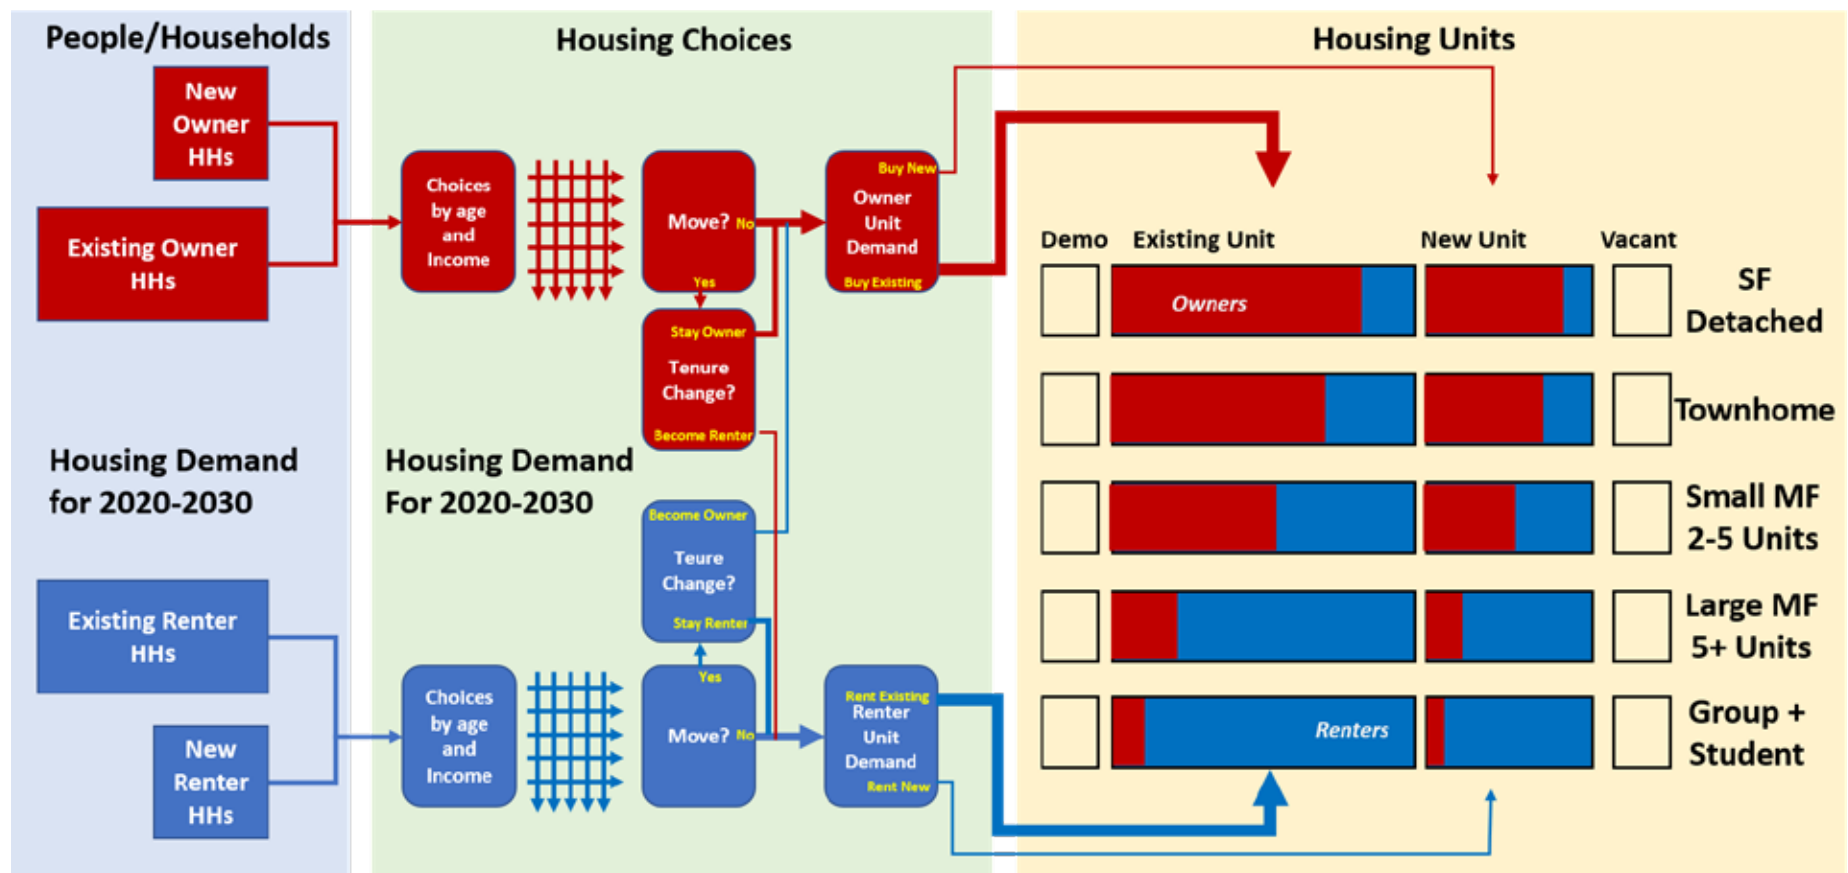 People/Households
New
Owner
HHs
Existing Owner
HHs
Housing Demand
for 2020-2030
Existing Renter
HHs
New
Renter
HHs
Housing Choices
Choices
by age
and
Income
Move?
No
Yes
Buy New
Owner
Unit
Demand
Buy Existing
Stay Owner
Tenure
Change?
Become Renter
Housing Demand
For 2020-2030
Become Owner
Teure
Change?
Stay Renter
Choices
by age
and
Income
Yes
Move?
No
Rent Existing
Renter
Unit
Demand
Rent New
Housing Units
Demo
Existing Unit
New Unit
Vacant
Owners
SF
Detached
Townhome
Small MF
2-5 Units
Large MF
5+ Units
Renters
Group +
Student